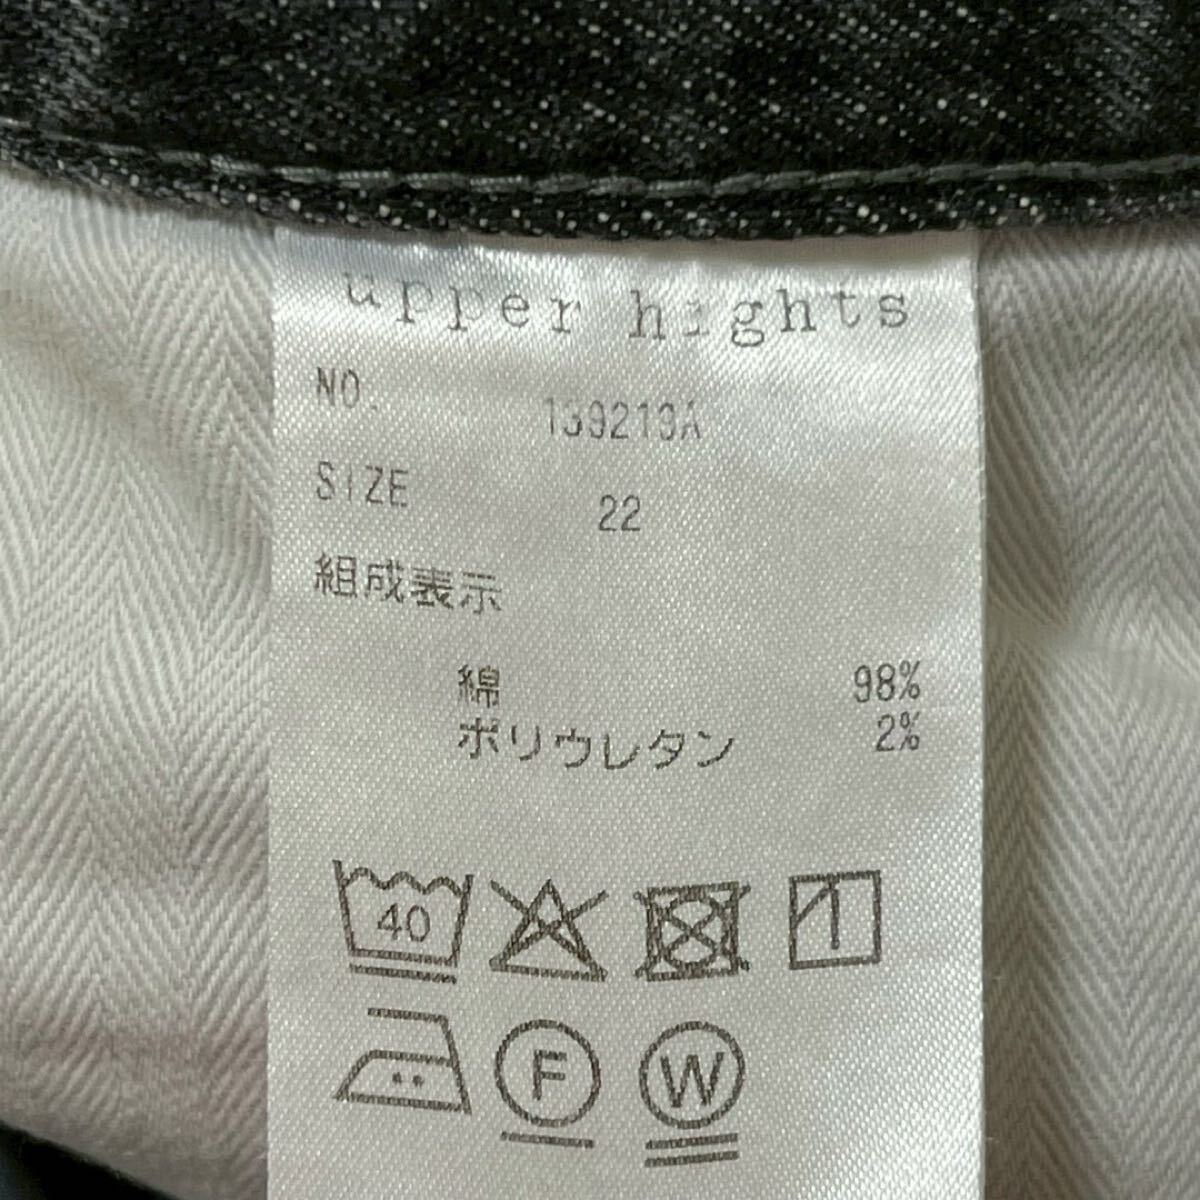 upper hights
NO.
139213A
SIZE
22
組成表示
綿 98%
ポリウレタン 2%
40
F
W